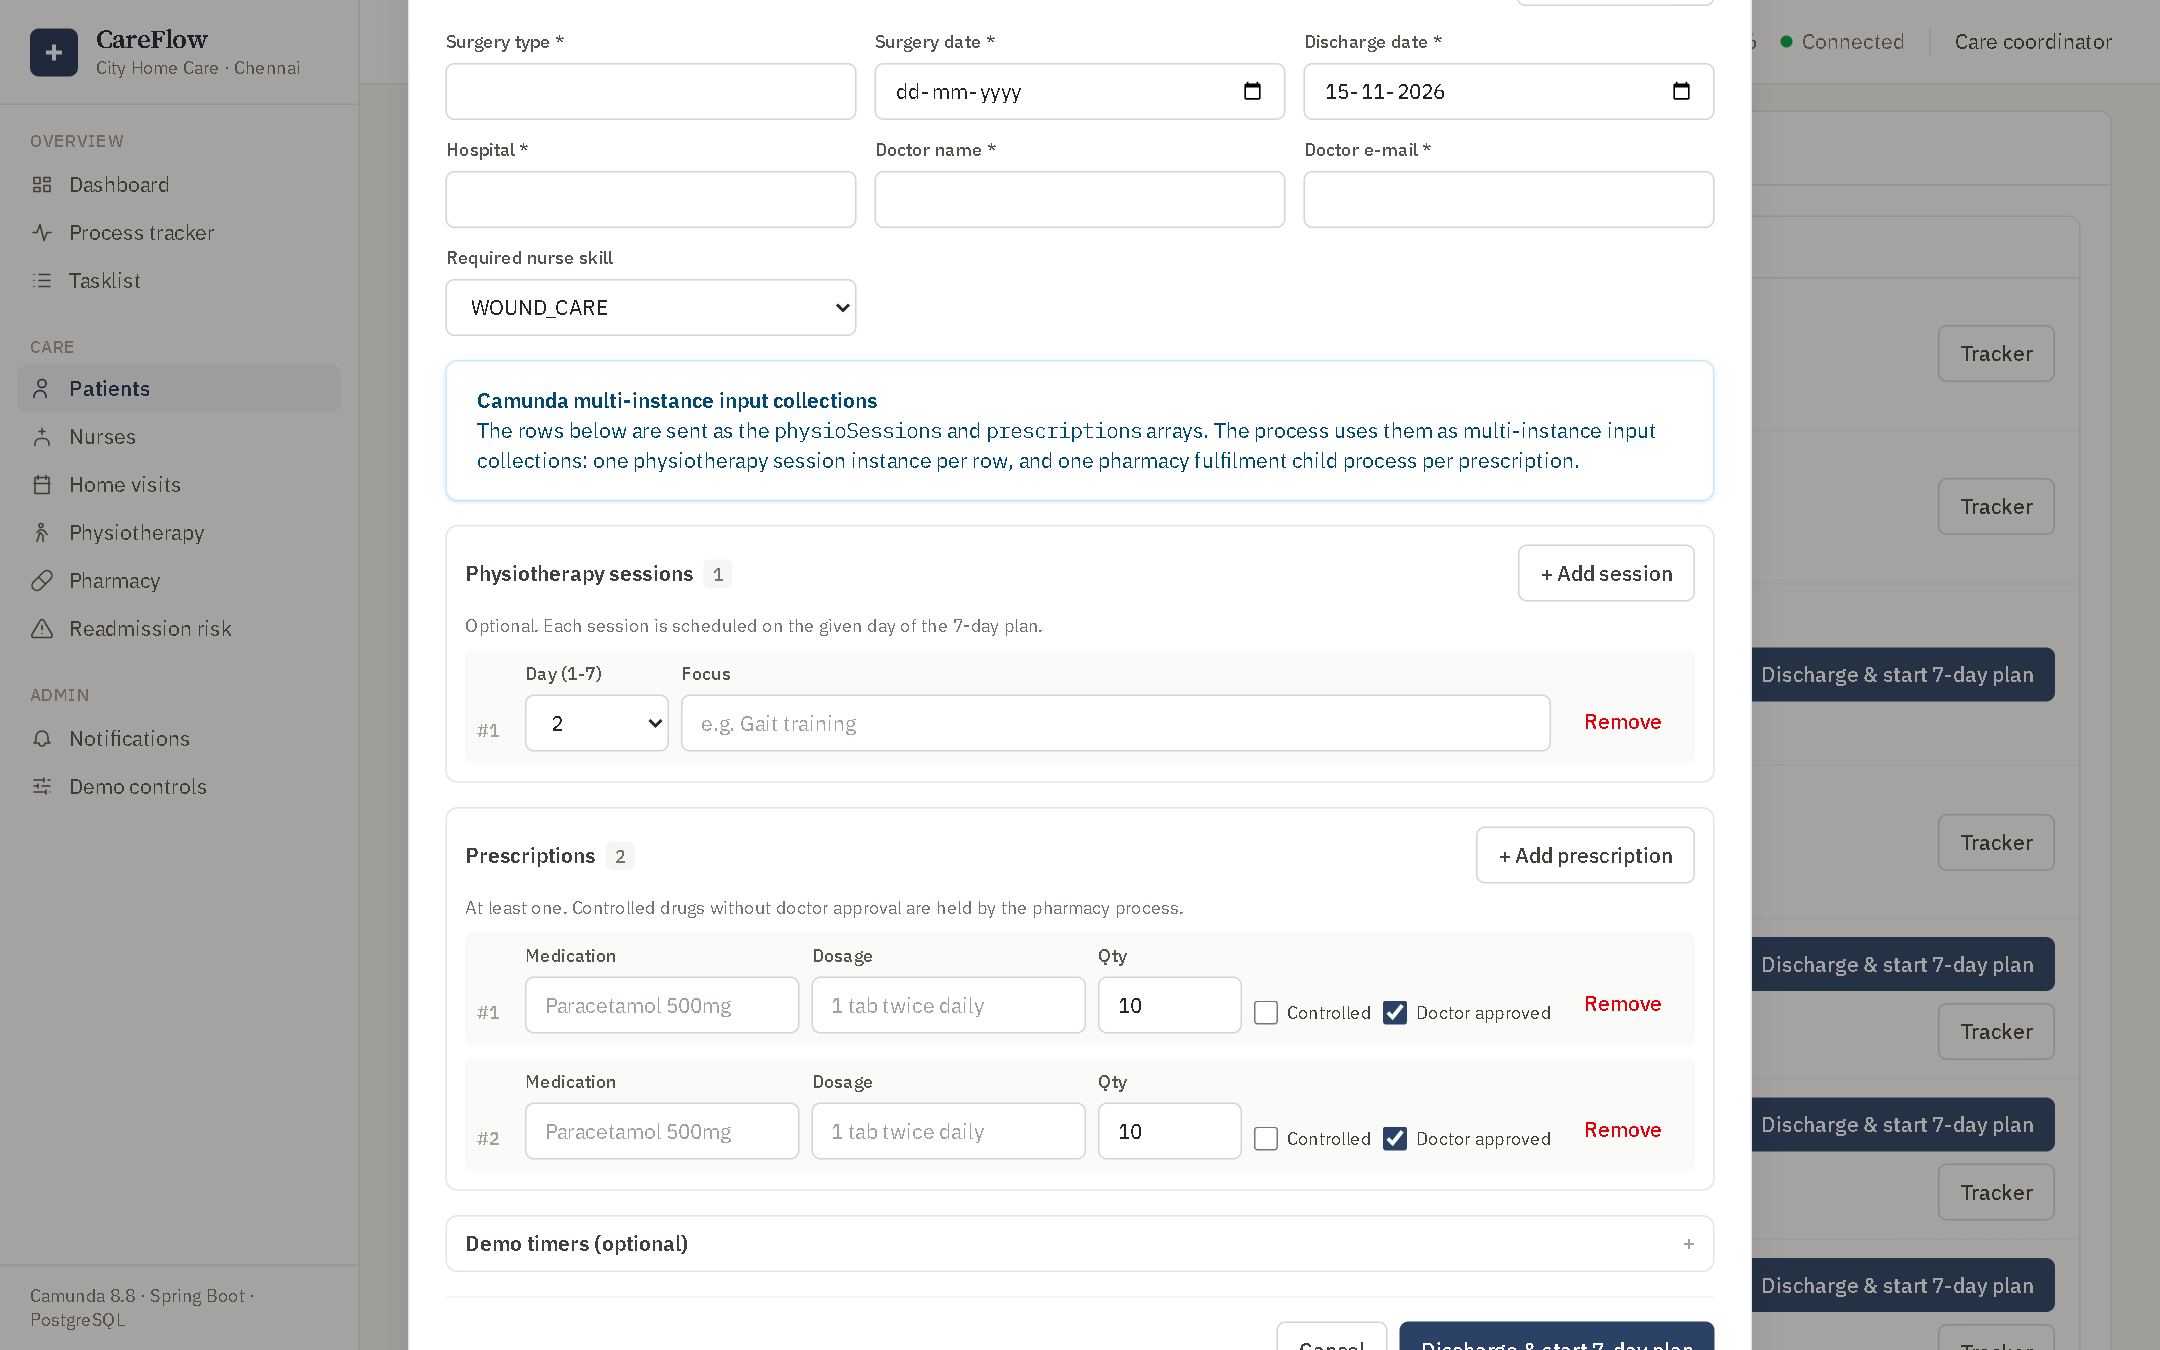 CareFlow
City Home Care · Chennai
OVERVIEW
Dashboard
Process tracker
Tasklist
CARE
Patients
Nurses
Home visits
Physiotherapy
Pharmacy
Readmission risk
ADMIN
Notifications
Demo controls
Camunda 8.8 · Spring Boot ·
PostgreSQL
Connected
Care coordinator
Surgery type *
Surgery date *
Discharge date *
dd-mm-yyyy
15-11-2026
Hospital *
Doctor name *
Doctor e-mail *
Required nurse skill
WOUND_CARE
Camunda multi-instance input collections
The rows below are sent as the physioSessions and prescriptions arrays. The process uses them as multi-instance input
collections: one physiotherapy session instance per row, and one pharmacy fulfilment child process per prescription.
Physiotherapy sessions 1
+ Add session
Optional. Each session is scheduled on the given day of the 7-day plan.
Day (1-7)
Focus
#1
2
e.g. Gait training
Remove
Prescriptions 2
+ Add prescription
At least one. Controlled drugs without doctor approval are held by the pharmacy process.
Medication
Dosage
Qty
#1
Paracetamol 500mg
1 tab twice daily
10
Controlled
Doctor approved
Remove
Medication
Dosage
Qty
#2
Paracetamol 500mg
1 tab twice daily
10
Controlled
Doctor approved
Remove
Demo timers (optional)
+
Cancel
Discharge & start 7-day plan
Tracker
Tracker
Discharge & start 7-day plan
Tracker
Discharge & start 7-day plan
Tracker
Discharge & start 7-day plan
Tracker
Discharge & start 7-day plan